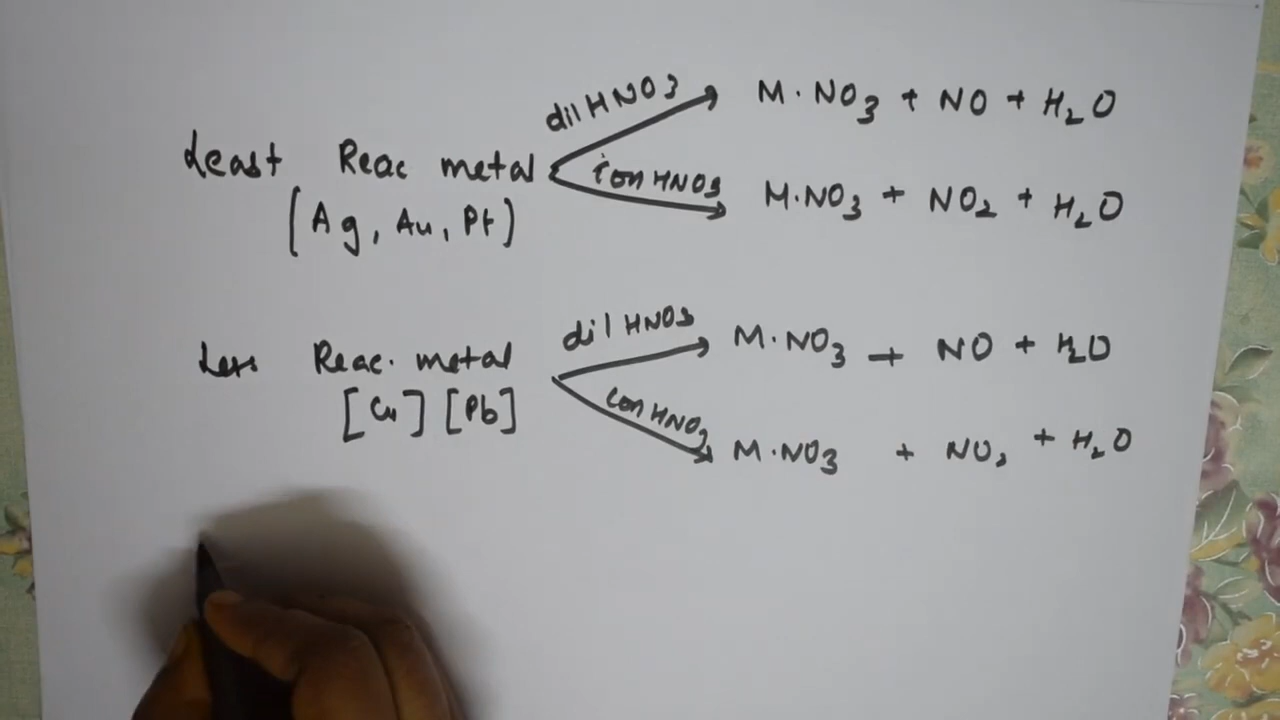 dil HNO3 M·NO3 + NO + H2O
Least Reac metal
con HNO3 M·NO3 + NO2 + H2O
(Ag, Au, Pt)
dil HNO3 M·NO3 + NO + H2O
Less Reac. metal
[Cu] [Pb]
con HNO3 M·NO3 + NO2 + H2O